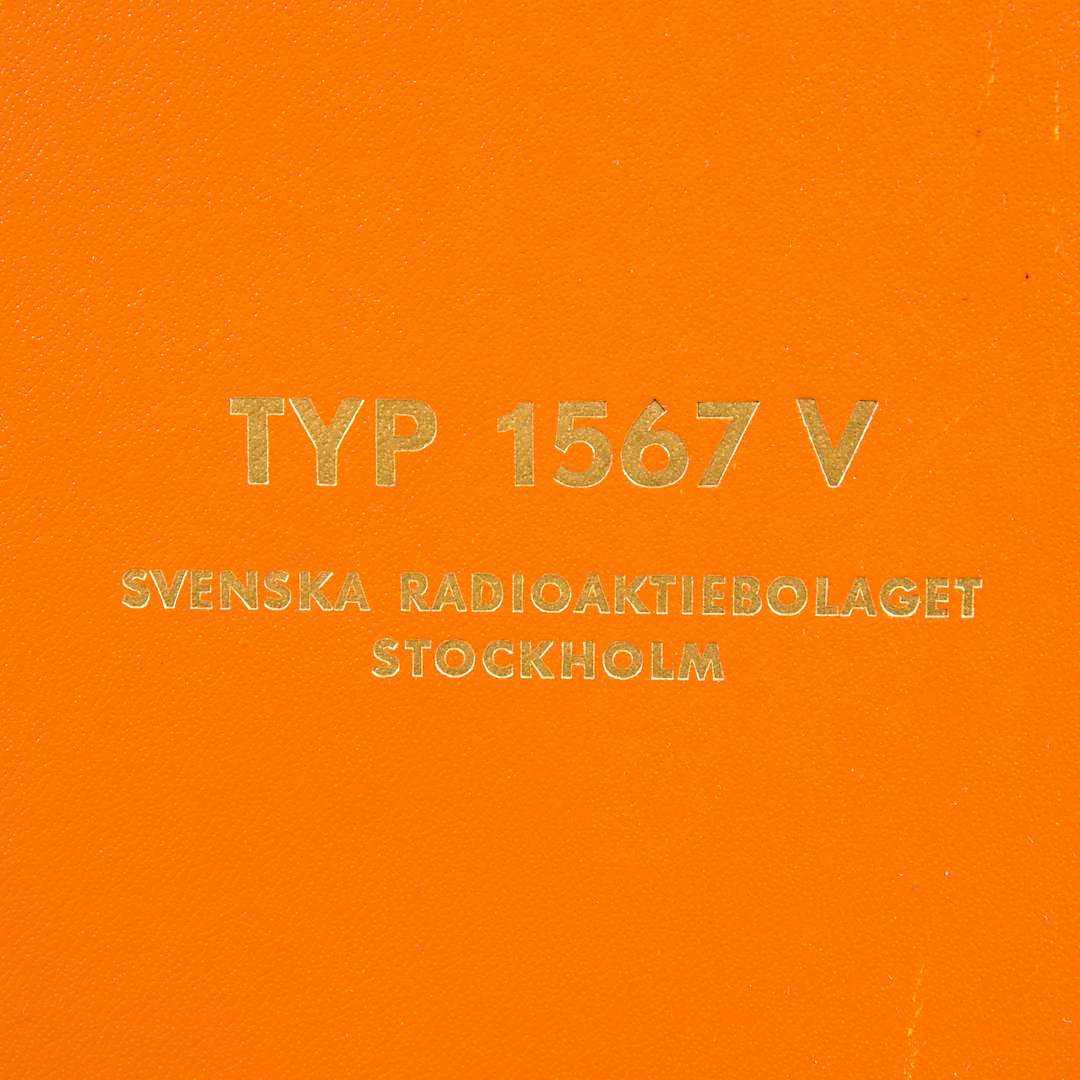 TYP 1567 V
SVENSKA RADIOAKTIEBOLAGET
STOCKHOLM